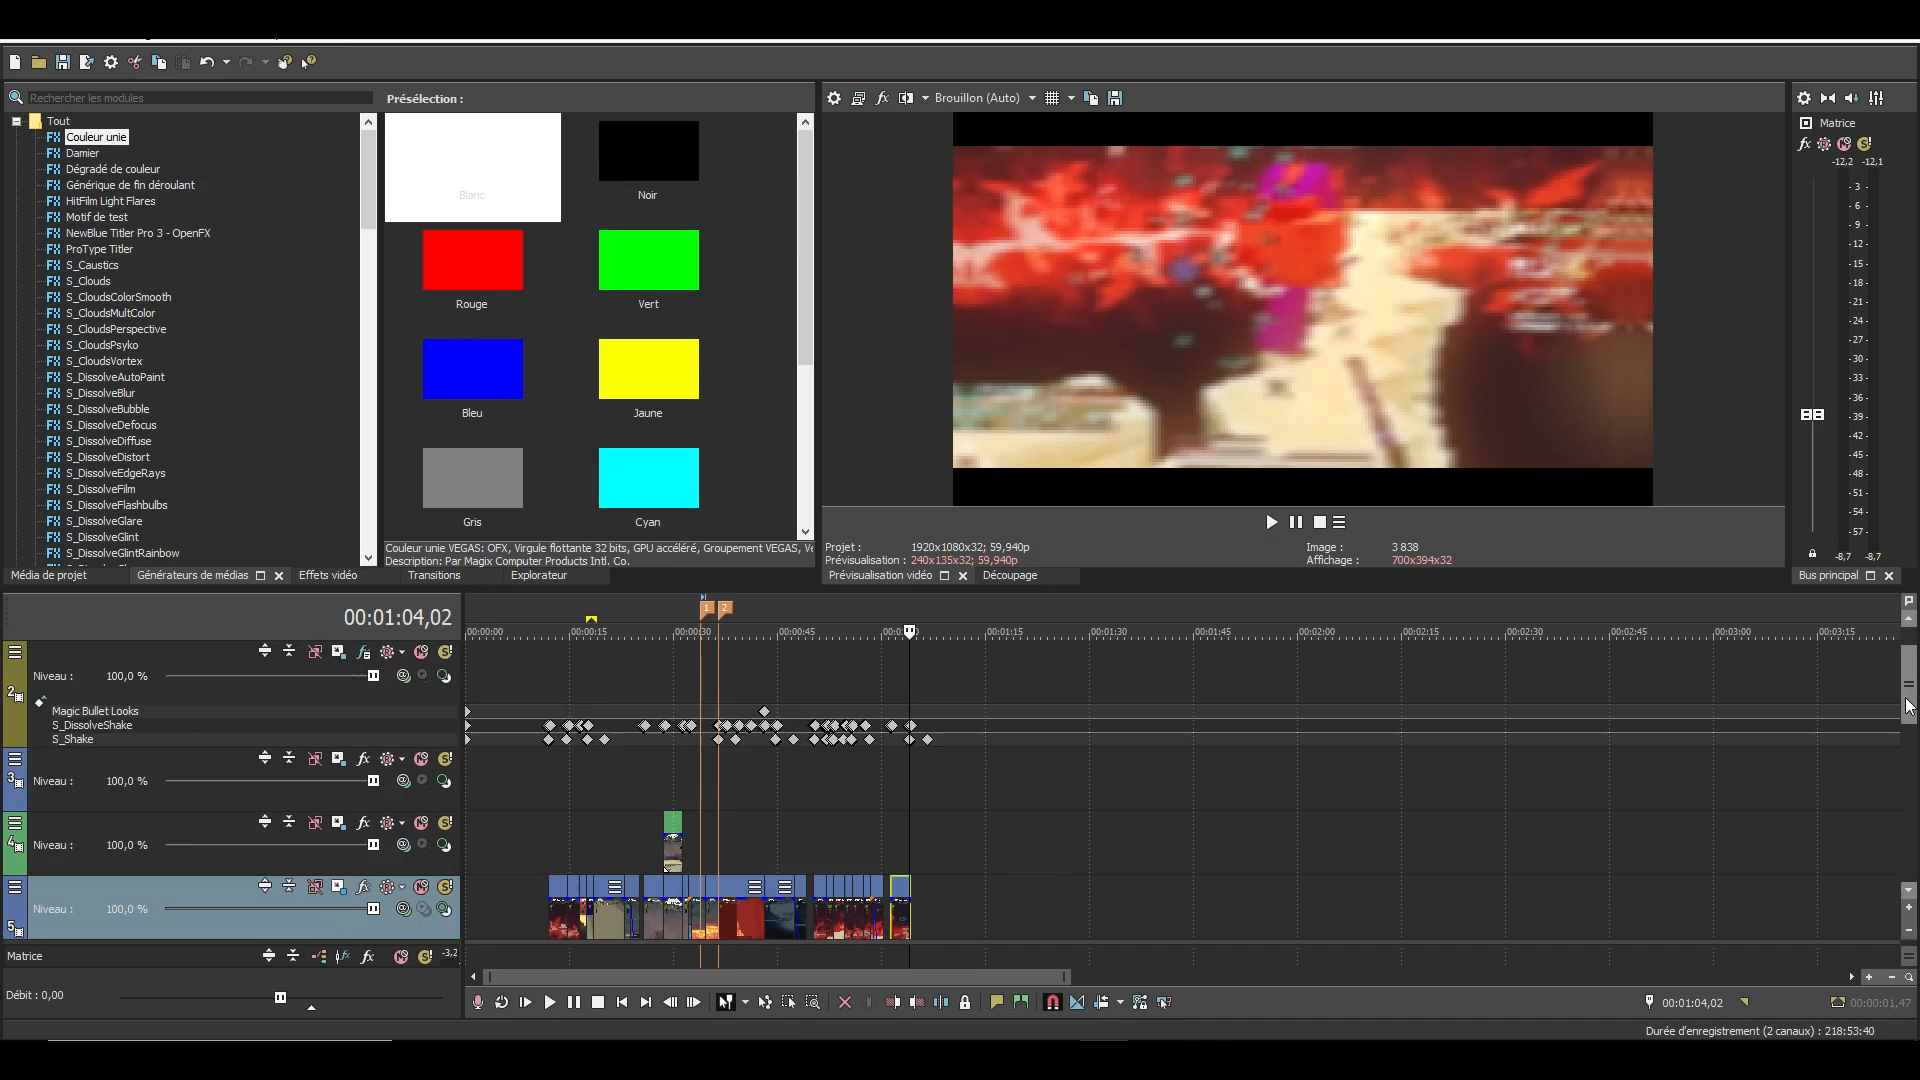 Rechercher les modules
Présélection :
Brouillon (Auto)
Tout
Couleur unie
Damier
Dégradé de couleur
Générique de fin déroulant
HitFilm Light Flares
Motif de test
NewBlue Titler Pro 3 - OpenFX
ProType Titler
S_Caustics
S_Clouds
S_CloudsColorSmooth
S_CloudsMultColor
S_CloudsPerspective
S_CloudsPsyko
S_CloudsVortex
S_DissolveAutoPaint
S_DissolveBlur
S_DissolveBubble
S_DissolveDefocus
S_DissolveDiffuse
S_DissolveDistort
S_DissolveEdgeRays
S_DissolveFilm
S_DissolveFlashbulbs
S_DissolveGlare
S_DissolveGlint
S_DissolveGlintRainbow
Blanc
Noir
Rouge
Vert
Bleu
Jaune
Gris
Cyan
Couleur unie VEGAS: OFX, Virgule flottante 32 bits, GPU accéléré, Groupement VEGAS, Ve
Description: Par Magix Computer Products Intl. Co.
Média de projet
Générateurs de médias
Effets vidéo
Transitions
Explorateur
Projet : 1920x1080x32; 59,940p
Prévisualisation : 240x135x32; 59,940p
Image : 3 838
Affichage : 700x394x32
Prévisualisation vidéo
Découpage
Matrice
-12,2 -12,1
3
6
9
12
15
18
21
24
27
30
33
36
39
42
45
48
51
54
57
-8,7 -8,7
Bus principal
00:01:04,02
1 2
00:00:00 00:00:15 00:00:30 00:00:45 00:01:15 00:01:30 00:01:45 00:02:00 00:02:15 00:02:30 00:02:45 00:03:00 00:03:15
2
Niveau : 100,0 %
Magic Bullet Looks
S_DissolveShake
S_Shake
3
Niveau : 100,0 %
4
Niveau : 100,0 %
5
Niveau : 100,0 %
Matrice
-3,2
Débit : 0,00
00:01:04,02
00:00:01,47
Durée d'enregistrement (2 canaux) : 218:53:40